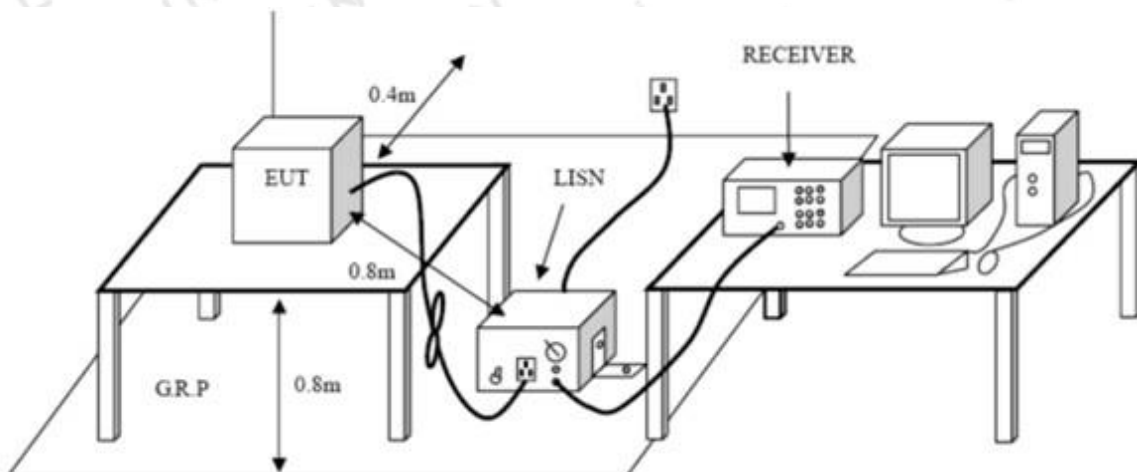 RECEIVER
0.4m
EUT
LISN
0.8m
G.R.P
0.8m